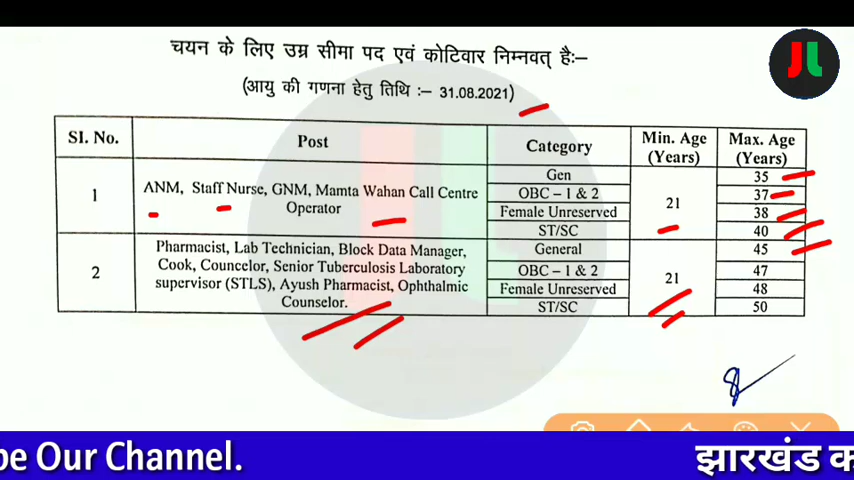 चयन के लिए उम्र सीमा पद एवं कोटिवार निम्नवत् हैः–
(आयु की गणना हेतु तिथि :– 31.08.2021)
Sl. No. Post Category Min. Age (Years) Max. Age (Years)
1 ANM, Staff Nurse, GNM, Mamta Wahan Call Centre Operator 21
Gen 35
OBC – 1 & 2 37
Female Unreserved 38
ST/SC 40
2 Pharmacist, Lab Technician, Block Data Manager, Cook, Councelor, Senior Tuberculosis Laboratory supervisor (STLS), Ayush Pharmacist, Ophthalmic Counselor. 21
General 45
OBC – 1 & 2 47
Female Unreserved 48
ST/SC 50
be Our Channel. झारखंड क